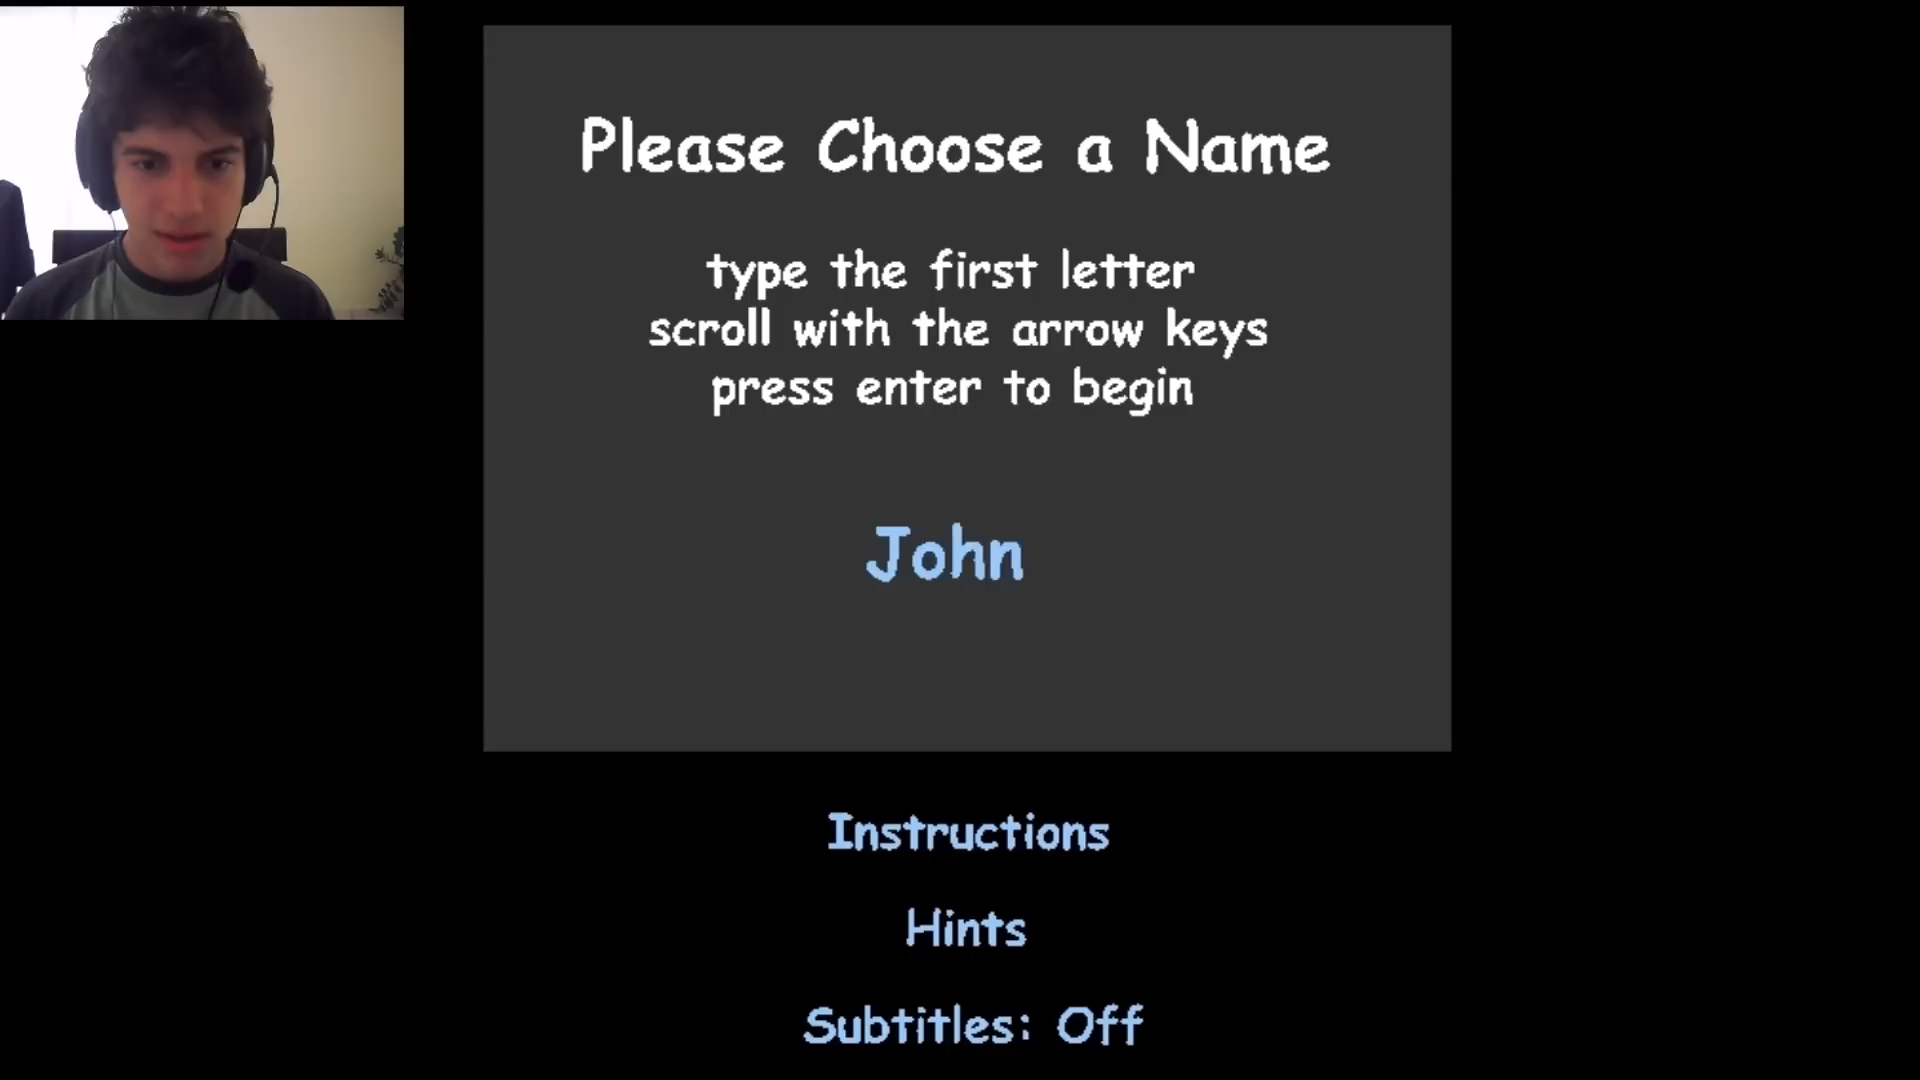 Please Choose a Name
type the first letter
scroll with the arrow keys
press enter to begin
John
Instructions
Hints
Subtitles: Off